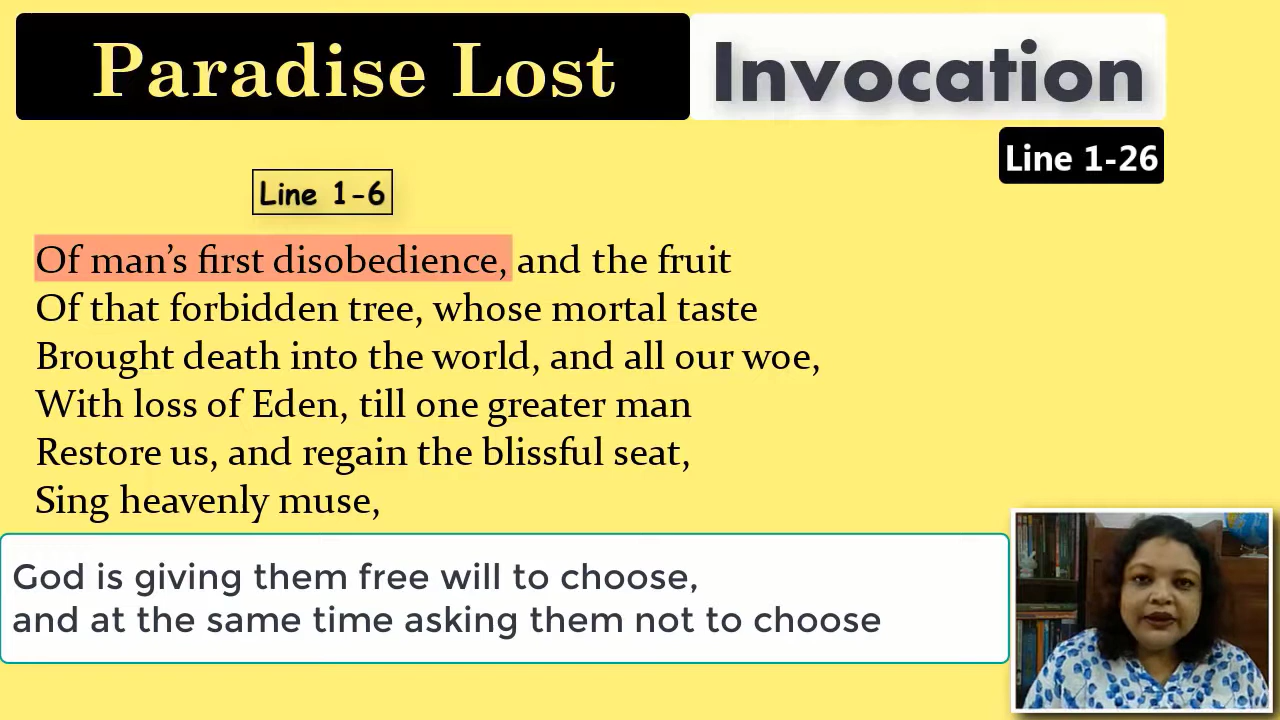 Paradise Lost Invocation
Line 1-26
Line 1-6
Of man's first disobedience, and the fruit
Of that forbidden tree, whose mortal taste
Brought death into the world, and all our woe,
With loss of Eden, till one greater man
Restore us, and regain the blissful seat,
Sing heavenly muse,
God is giving them free will to choose,
and at the same time asking them not to choose